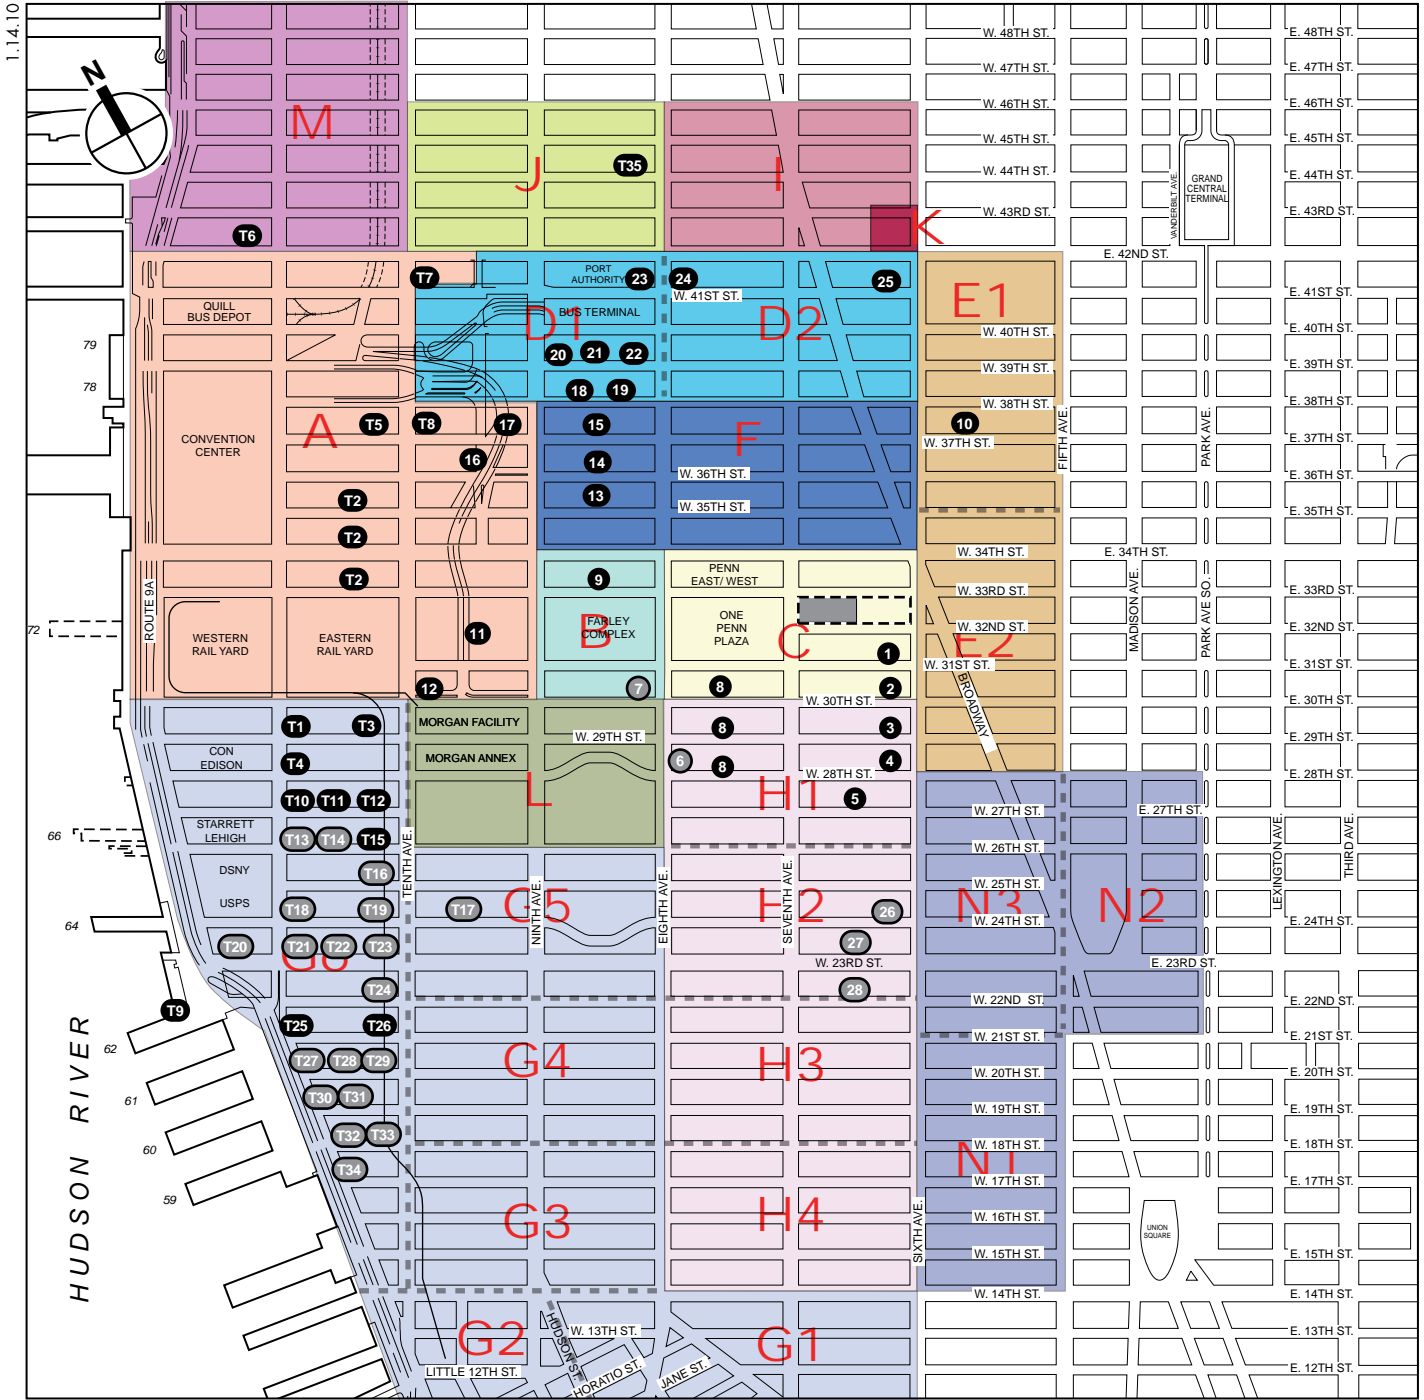 1.14.10
N
W. 48TH ST.
E. 48TH ST.
W. 47TH ST.
E. 47TH ST.
W. 46TH ST.
E. 46TH ST.
M
W. 45TH ST.
E. 45TH ST.
J
T35
I
W. 44TH ST.
VANDERBILT AVE.
GRAND
CENTRAL
TERMINAL
E. 44TH ST.
T6
K
W. 43RD ST.
E. 43RD ST.
E. 42ND ST.
T7
PORT
AUTHORITY
23
24
25
W. 41ST ST.
E. 41ST ST.
QUILL
BUS DEPOT
BUS TERMINAL
D1
D2
E1
W. 40TH ST.
E. 40TH ST.
79
20
21
22
W. 39TH ST.
E. 39TH ST.
78
18
19
W. 38TH ST.
E. 38TH ST.
CONVENTION
CENTER
A
T5
T8
17
15
F
10
W. 37TH ST.
FIFTH AVE.
PARK AVE.
E. 37TH ST.
16
14
W. 36TH ST.
E. 36TH ST.
T2
13
W. 35TH ST.
E. 35TH ST.
T2
W. 34TH ST.
E. 34TH ST.
T2
9
PENN
EAST/ WEST
W. 33RD ST.
E. 33RD ST.
ROUTE 9A
72
WESTERN
RAIL YARD
EASTERN
RAIL YARD
11
B
FARLEY
COMPLEX
ONE
PENN
PLAZA
C
1
E2
W. 32ND ST.
MADISON AVE.
PARK AVE SO.
E. 32ND ST.
W. 31ST ST.
E. 31ST ST.
12
7
8
2
BROADWAY
W. 30TH ST.
E. 30TH ST.
T1
T3
MORGAN FACILITY
8
3
W. 29TH ST.
E. 29TH ST.
CON
EDISON
T4
MORGAN ANNEX
6
8
4
W. 28TH ST.
E. 28TH ST.
T10
T11
T12
L
H1
5
W. 27TH ST.
E. 27TH ST.
66
STARRETT
LEHIGH
T13
T14
T15
W. 26TH ST.
E. 26TH ST.
LEXINGTON AVE.
THIRD AVE.
DSNY
T16
TENTH AVE.
W. 25TH ST.
USPS
T18
T19
T17
G5
NINTH AVE.
EIGHTH AVE.
H2
SEVENTH AVE.
26
N3
N2
W. 24TH ST.
E. 24TH ST.
64
T20
T21
T22
T23
G6
27
W. 23RD ST.
E. 23RD ST.
T24
28
W. 22ND ST.
E. 22ND ST.
T9
T25
T26
W. 21ST ST.
E. 21ST ST.
62
T27
T28
T29
G4
H3
W. 20TH ST.
E. 20TH ST.
61
T30
T31
W. 19TH ST.
E. 19TH ST.
60
T32
T33
W. 18TH ST.
E. 18TH ST.
HUDSON RIVER
T34
N1
59
W. 17TH ST.
E. 17TH ST.
G3
H4
SIXTH AVE.
W. 16TH ST.
UNION
SQUARE
E. 16TH ST.
W. 15TH ST.
E. 15TH ST.
W. 14TH ST.
E. 14TH ST.
G2
HUDSON ST.
W. 13TH ST.
G1
E. 13TH ST.
LITTLE 12TH ST.
HORATIO ST.
JANE ST.
E. 12TH ST.